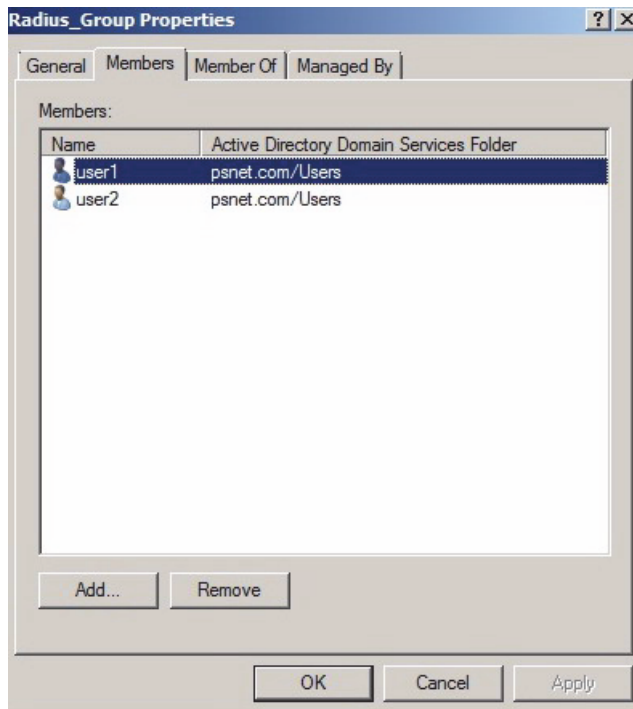 Radius_Group Properties
General Members Member Of Managed By
Members:
Name Active Directory Domain Services Folder
user1 psnet.com/Users
user2 psnet.com/Users
Add... Remove
OK Cancel Apply